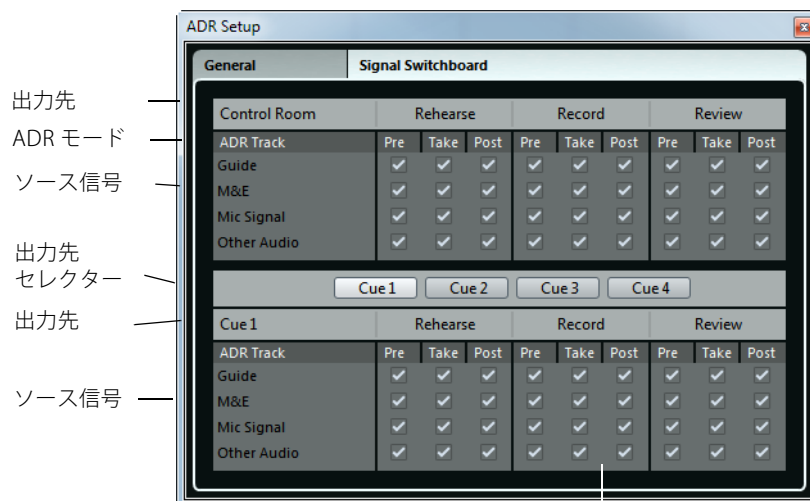 ADR Setup
General Signal Switchboard
出力先
Control Room Rehearse Record Review
ADR モード
ADR Track Pre Take Post Pre Take Post Pre Take Post
Guide
ソース信号
M&E
Mic Signal
Other Audio
出力先
セレクター
Cue 1 Cue 2 Cue 3 Cue 4
出力先
Cue 1 Rehearse Record Review
ADR Track Pre Take Post Pre Take Post Pre Take Post
Guide
ソース信号
M&E
Mic Signal
Other Audio